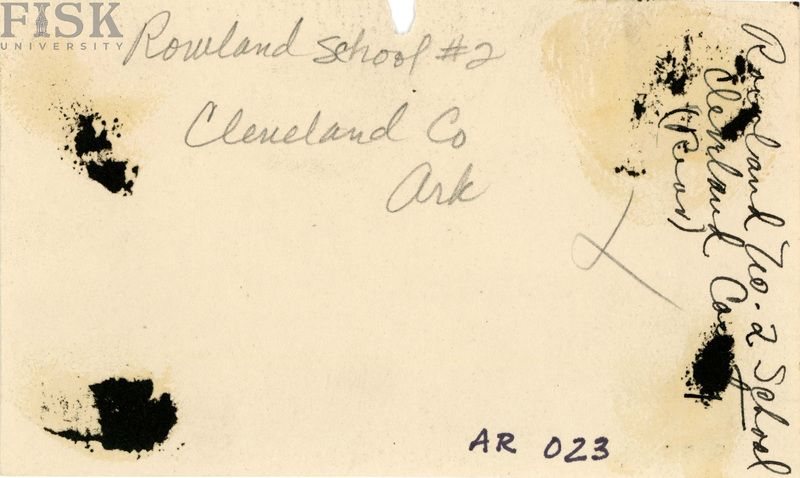 FISK
UNIVERSITY
Rowland School #2
Cleveland Co
Ark
Rowland No. 2 School
Cleveland Co.
(Rear)
AR 023